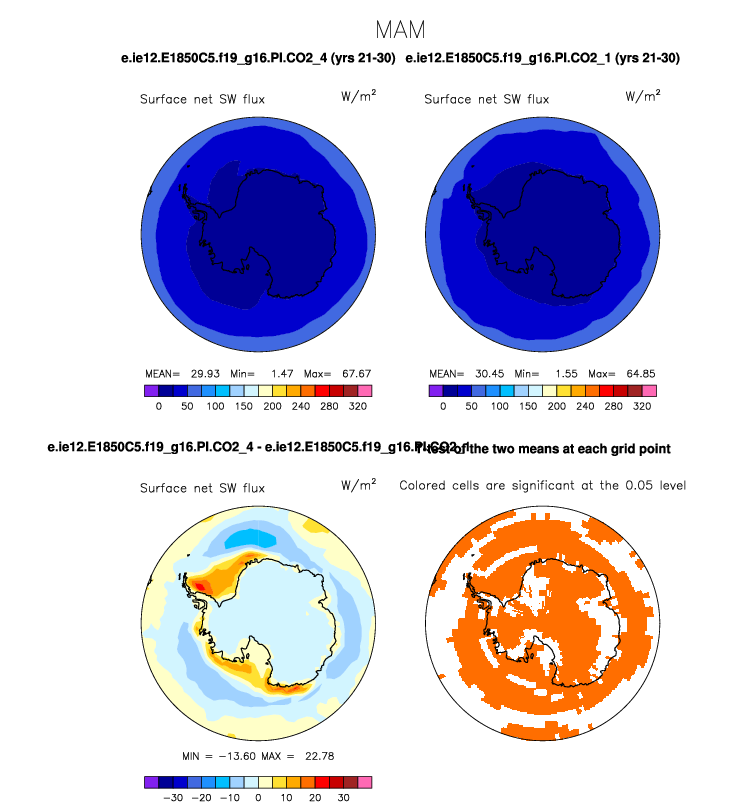 MAM
e.ie12.E1850C5.f19_g16.PI.CO2_4 (yrs 21-30) e.ie12.E1850C5.f19_g16.PI.CO2_1 (yrs 21-30)
Surface net SW flux W/m² Surface net SW flux W/m²
MEAN= 29.93 Min= 1.47 Max= 67.67 MEAN= 30.45 Min= 1.55 Max= 64.85
0 50 100 150 200 240 280 320 0 50 100 150 200 240 280 320
e.ie12.E1850C5.f19_g16.PI.CO2_4 - e.ie12.E1850C5.f19_g16.PI.CO2_1 T-test of the two means at each grid point
Surface net SW flux W/m² Colored cells are significant at the 0.05 level
MIN = -13.60 MAX = 22.78
-30 -20 -10 0 10 20 30